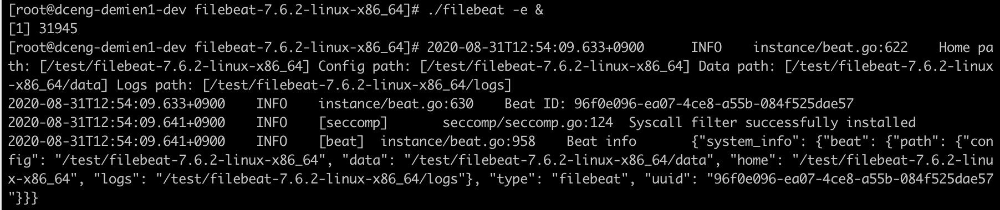 [root@dceng-demien1-dev filebeat-7.6.2-linux-x86_64]# ./filebeat -e &
[1] 31945
[root@dceng-demien1-dev filebeat-7.6.2-linux-x86_64]# 2020-08-31T12:54:09.633+0900      INFO    instance/beat.go:622    Home pa
th: [/test/filebeat-7.6.2-linux-x86_64] Config path: [/test/filebeat-7.6.2-linux-x86_64] Data path: [/test/filebeat-7.6.2-linux
-x86_64/data] Logs path: [/test/filebeat-7.6.2-linux-x86_64/logs]
2020-08-31T12:54:09.633+0900    INFO    instance/beat.go:630    Beat ID: 96f0e096-ea07-4ce8-a55b-084f525dae57
2020-08-31T12:54:09.641+0900    INFO    [seccomp]       seccomp/seccomp.go:124  Syscall filter successfully installed
2020-08-31T12:54:09.641+0900    INFO    [beat]  instance/beat.go:958    Beat info       {"system_info": {"beat": {"path": {"con
fig": "/test/filebeat-7.6.2-linux-x86_64", "data": "/test/filebeat-7.6.2-linux-x86_64/data", "home": "/test/filebeat-7.6.2-linu
x-x86_64", "logs": "/test/filebeat-7.6.2-linux-x86_64/logs"}, "type": "filebeat", "uuid": "96f0e096-ea07-4ce8-a55b-084f525dae57
"}}}